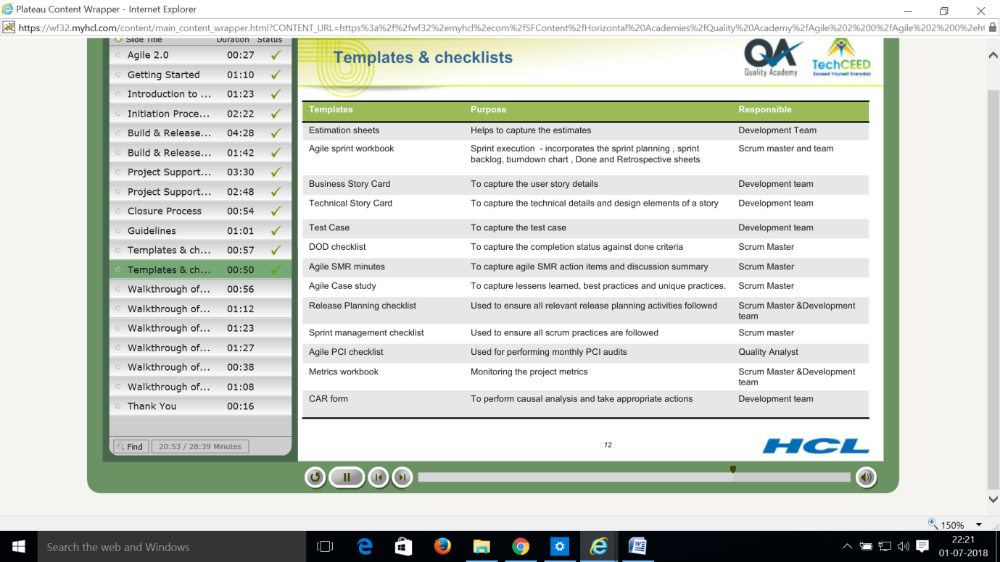 Plateau Content Wrapper - Internet Explorer
https://wf32.myhcl.com/content/main_content_wrapper.html?CONTENT_URL=https%3a%2f%2fwf32%2emyhcl%2ecom%2fSFContent%2fHorizontal%20Academies%2fQuality%20Academy%2fAgile%202%200%2fAgile%202%200%2eht
Slide Title Duration Status
Agile 2.0 00:27
Getting Started 01:10
Introduction to ... 01:23
Initiation Proce... 02:22
Build & Release... 04:28
Build & Release... 01:42
Project Support... 03:30
Project Support... 02:48
Closure Process 00:54
Guidelines 01:01
Templates & ch... 00:57
Templates & ch... 00:50
Walkthrough of... 00:56
Walkthrough of... 01:12
Walkthrough of... 01:23
Walkthrough of... 01:27
Walkthrough of... 00:38
Walkthrough of... 01:08
Thank You 00:16
Find 20:53 / 28:39 Minutes
Templates & checklists
QA
Quality Academy
TechCEED
Exceed Yourself Everyday
Templates Purpose Responsible
Estimation sheets Helps to capture the estimates Development Team
Agile sprint workbook Sprint execution - incorporates the sprint planning , sprint Scrum master and team
backlog, burndown chart , Done and Retrospective sheets
Business Story Card To capture the user story details Development team
Technical Story Card To capture the technical details and design elements of a story Development team
Test Case To capture the test case Development team
DOD checklist To capture the completion status against done criteria Scrum Master
Agile SMR minutes To capture agile SMR action items and discussion summary Scrum Master
Agile Case study To capture lessens learned, best practices and unique practices. Scrum Master
Release Planning checklist Used to ensure all relevant release planning activities followed Scrum Master &Development
team
Sprint management checklist Used to ensure all scrum practices are followed Scrum master
Agile PCI checklist Used for performing monthly PCI audits Quality Analyst
Metrics workbook Monitoring the project metrics Scrum Master &Development
team
CAR form To perform causal analysis and take appropriate actions Development team
12
HCL
150%
Search the web and Windows
22:21
01-07-2018